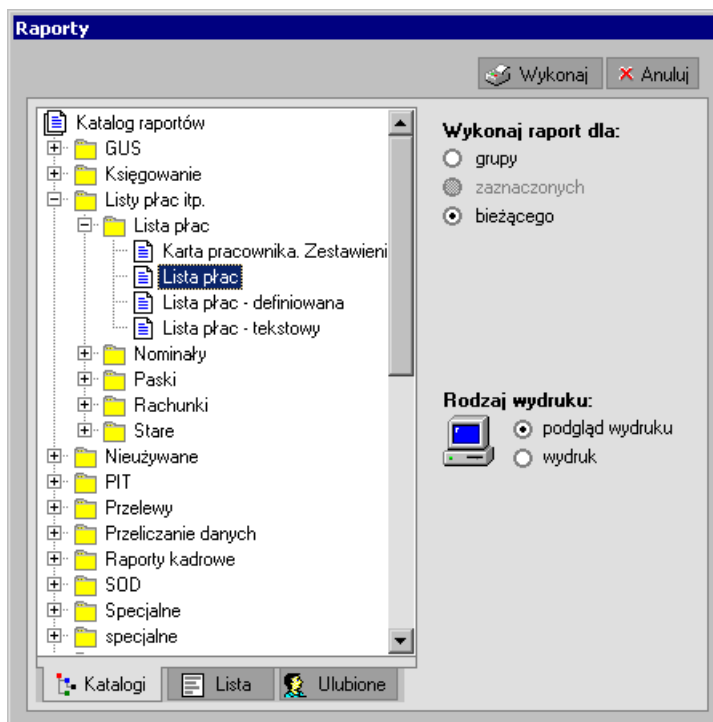 Raporty
Wykonaj
Anuluj
Katalog raportów
GUS
Księgowanie
Listy płac itp.
Lista płac
Karta pracownika. Zestawieni
Lista płac
Lista płac - definiowana
Lista płac - tekstowy
Nominały
Paski
Rachunki
Stare
Nieużywane
PIT
Przelewy
Przeliczanie danych
Raporty kadrowe
SOD
Specjalne
specjalne
Wykonaj raport dla:
grupy
zaznaczonych
bieżącego
Rodzaj wydruku:
podgląd wydruku
wydruk
Katalogi
Lista
Ulubione